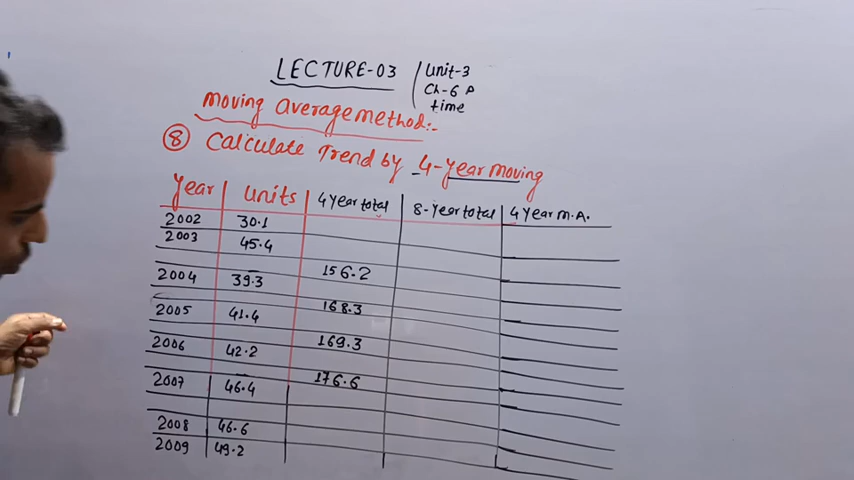 LECTURE-03
Unit-3
Ch-6 A
time
Moving Average method:-
8 Calculate Trend by 4-year moving
Year Units 4 Year total 8-Year total 4 Year M.A.
2002 30.1
2003 45.4
2004 39.3 156.2
2005 41.4 168.3
2006 42.2 169.3
2007 46.4 176.6
2008 46.6
2009 49.2